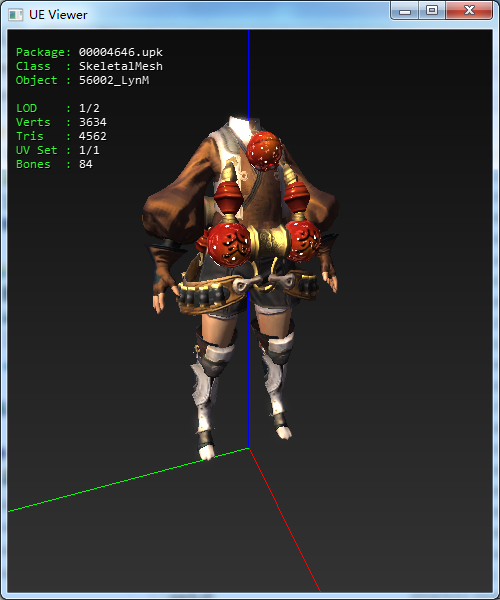 UE Viewer
Package: 00004646.upk
Class : SkeletalMesh
Object : 56002_LynM
LOD : 1/2
Verts : 3634
Tris : 4562
UV Set : 1/1
Bones : 84